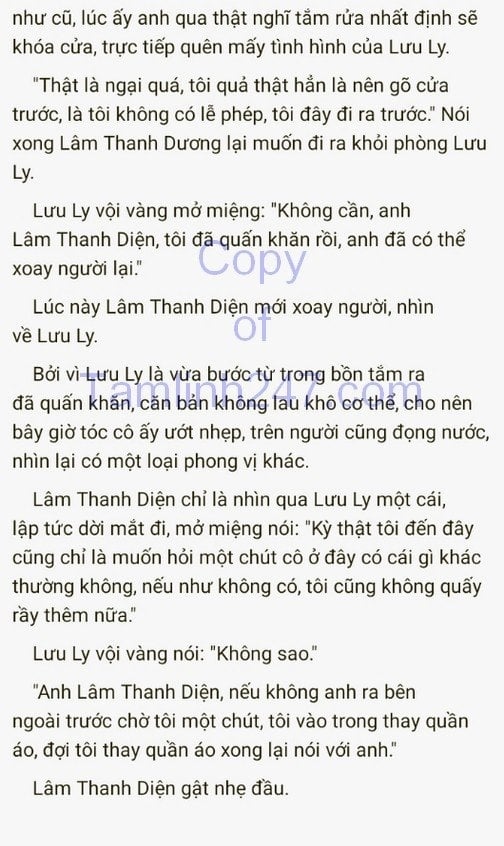 như cũ, lúc ấy anh qua thật nghĩ tắm rửa nhất định sẽ
khóa cửa, trực tiếp quên mấy tình hình của Lưu Ly.
"Thật là ngại quá, tôi quả thật hẳn là nên gõ cửa
trước, là tôi không có lễ phép, tôi đây đi ra trước." Nói
xong Lâm Thanh Dương lại muốn đi ra khỏi phòng Lưu
Ly.
Lưu Ly vội vàng mở miệng: "Không cần, anh
Lâm Thanh Diện, tôi đã quấn khăn rồi, anh đã có thể
xoay người lại."
Copy
Lúc này Lâm Thanh Diện mới xoay người, nhìn
of
về Lưu Ly.
Bởi vì Lưu Ly là vừa bước từ trong bồn tắm ra
Tamlinh247.com
đã quấn khăn, căn bản không lau khô cơ thể, cho nên
bây giờ tóc cô ấy ướt nhẹp, trên người cũng đọng nước,
nhìn lại có một loại phong vị khác.
Lâm Thanh Diện chỉ là nhìn qua Lưu Ly một cái,
lập tức dời mắt đi, mở miệng nói: "Kỳ thật tôi đến đây
cũng chỉ là muốn hỏi một chút cô ở đây có cái gì khác
thường không, nếu như không có, tôi cũng không quấy
rầy thêm nữa."
Lưu Ly vội vàng nói: "Không sao."
"Anh Lâm Thanh Diện, nếu không anh ra bên
ngoài trước chờ tôi một chút, tôi vào trong thay quần
áo, đợi tôi thay quần áo xong lại nói với anh."
Lâm Thanh Diện gật nhẹ đầu.